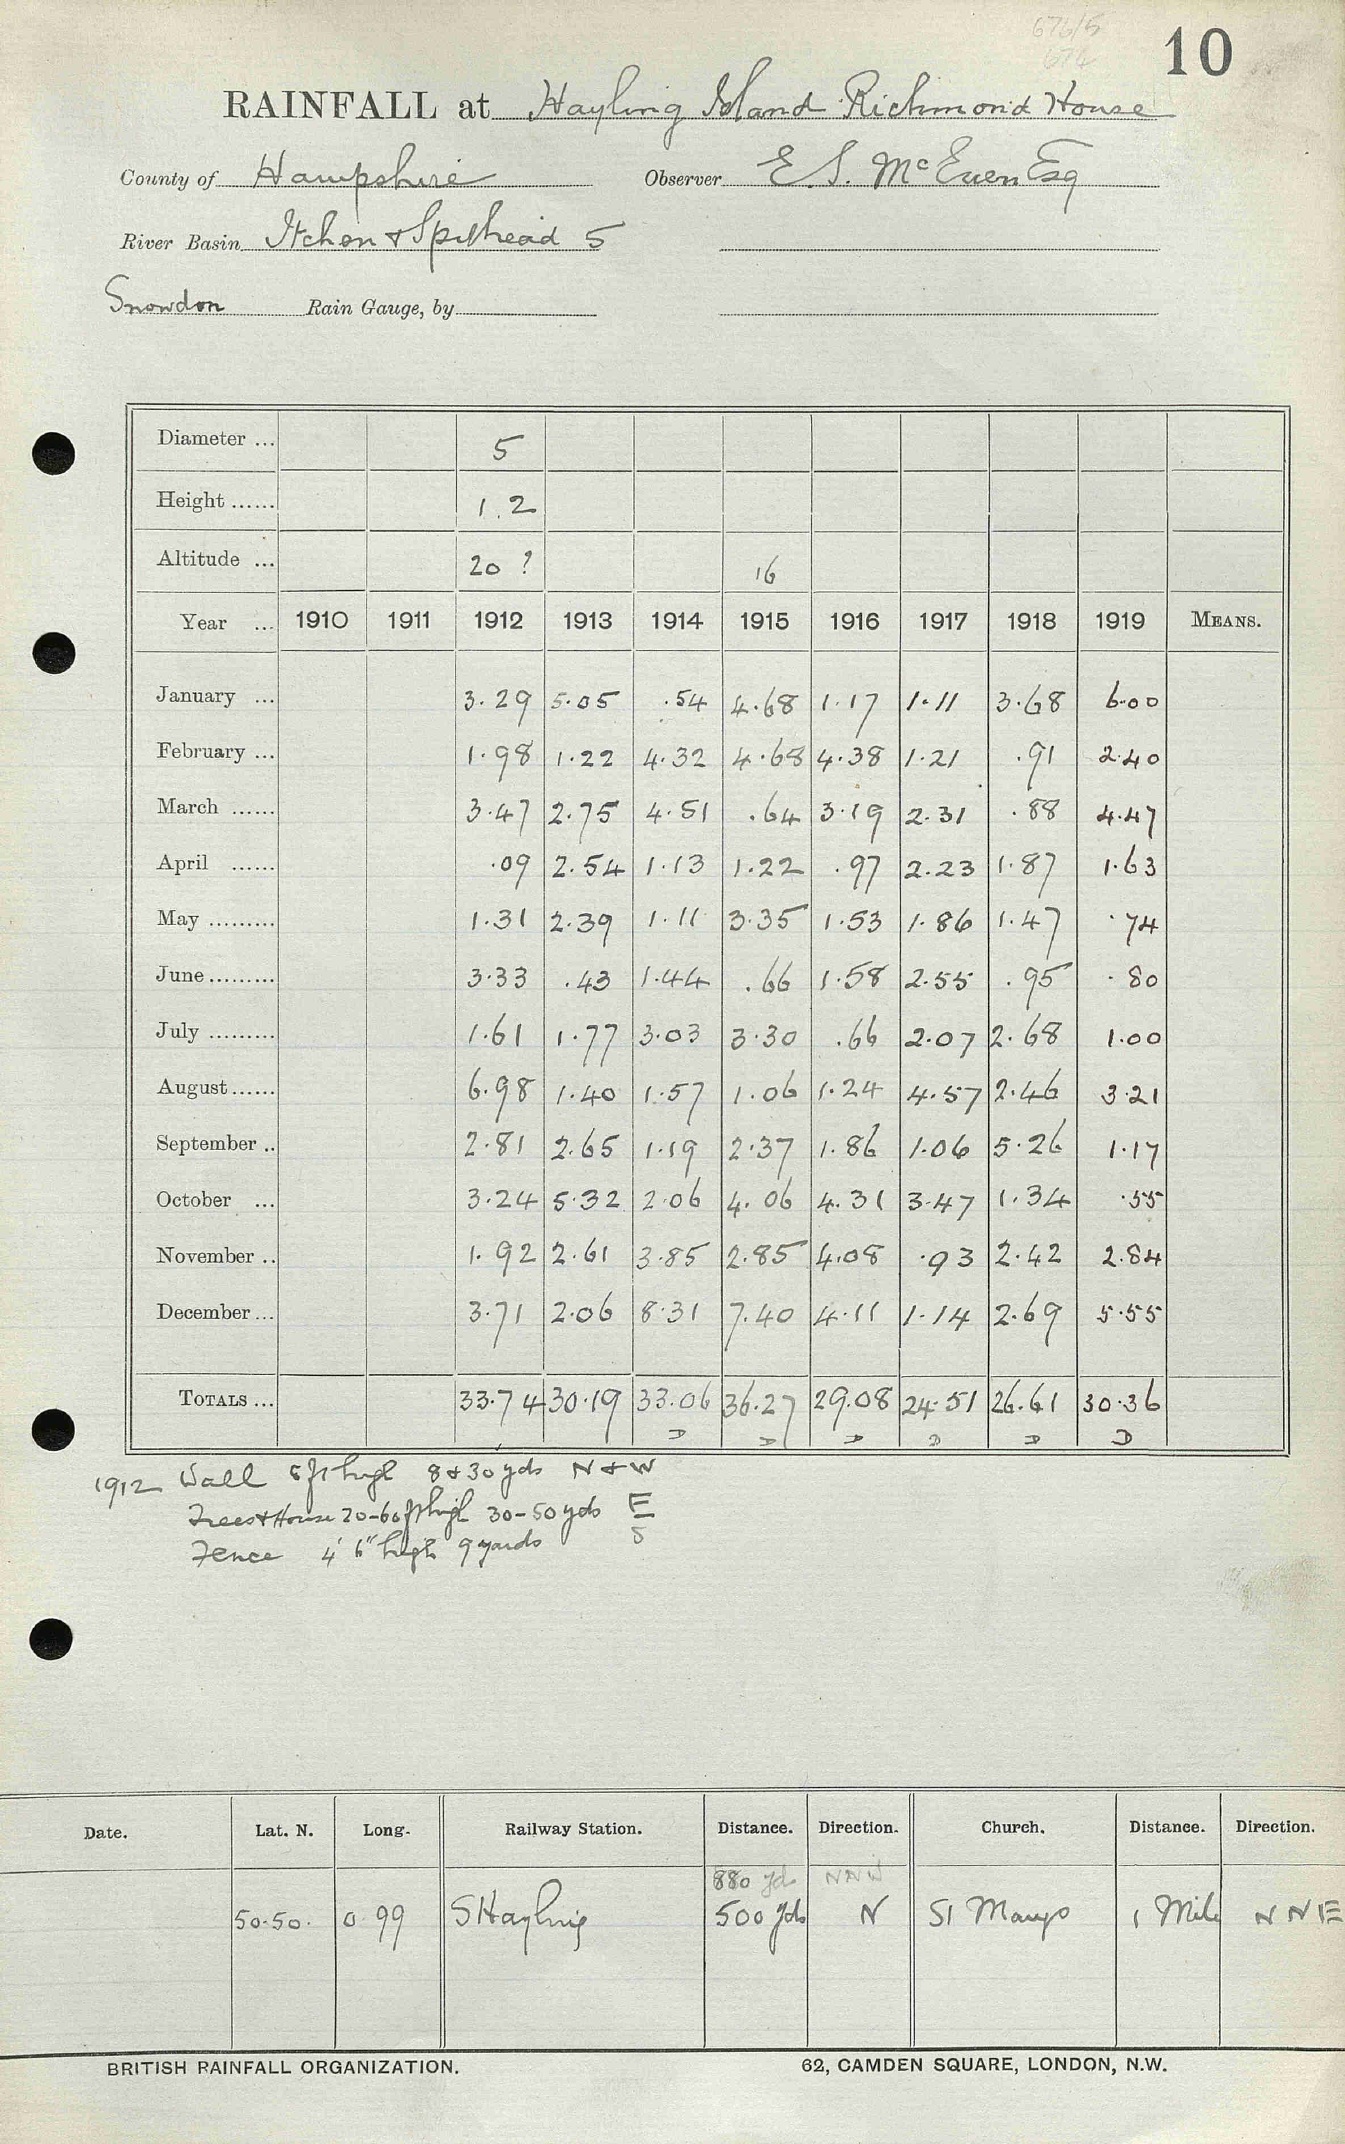 676/5
674
10
RAINFALL at Hayling Island Richmond House
County of Hampshire Observer E. S. McEuen Esq
River Basin Itchen & Spithead 5
Snowdon Rain Gauge, by
Diameter ... 5
Height ...... 1.2
Altitude ... 20 ? 16
Year ... 1910 1911 1912 1913 1914 1915 1916 1917 1918 1919 MEANS.
January ... 3.29 5.05 .54 4.68 1.17 1.11 3.68 6.00
February ... 1.98 1.22 4.32 4.68 4.38 1.21 .91 2.40
March ...... 3.47 2.75 4.51 .64 3.19 2.31 .88 4.47
April ...... .09 2.54 1.13 1.22 .97 2.23 1.87 1.63
May ......... 1.31 2.39 1.11 3.35 1.53 1.86 1.47 .74
June ......... 3.33 .43 1.44 .66 1.58 2.55 .95 .80
July ......... 1.61 1.77 3.03 3.30 .66 2.07 2.68 1.00
August ...... 6.98 1.40 1.57 1.06 1.24 4.57 2.46 3.21
September .. 2.81 2.65 1.19 2.37 1.86 1.06 5.26 1.17
October ... 3.24 5.32 2.06 4.06 4.31 3.47 1.34 .55
November .. 1.92 2.61 3.85 2.85 4.08 .93 2.42 2.84
December ... 3.71 2.06 8.31 7.40 4.11 1.14 2.69 5.55
TOTALS ... 33.74 30.19 33.06 36.27 29.08 24.51 26.61 30.36
D D D D D D
1912 Wall 6 ft high 8 & 30 yds N & W
Trees & House 20-60 ft high 30-50 yds E
Fence 4' 6" high 9 yards S
Date. Lat. N. Long. Railway Station. Distance. Direction. Church. Distance. Direction.
880 yds NNW
50.50. 0.99 S Hayling 500 yds N St Marys 1 Mile NNE
BRITISH RAINFALL ORGANIZATION. 62, CAMDEN SQUARE, LONDON, N.W.